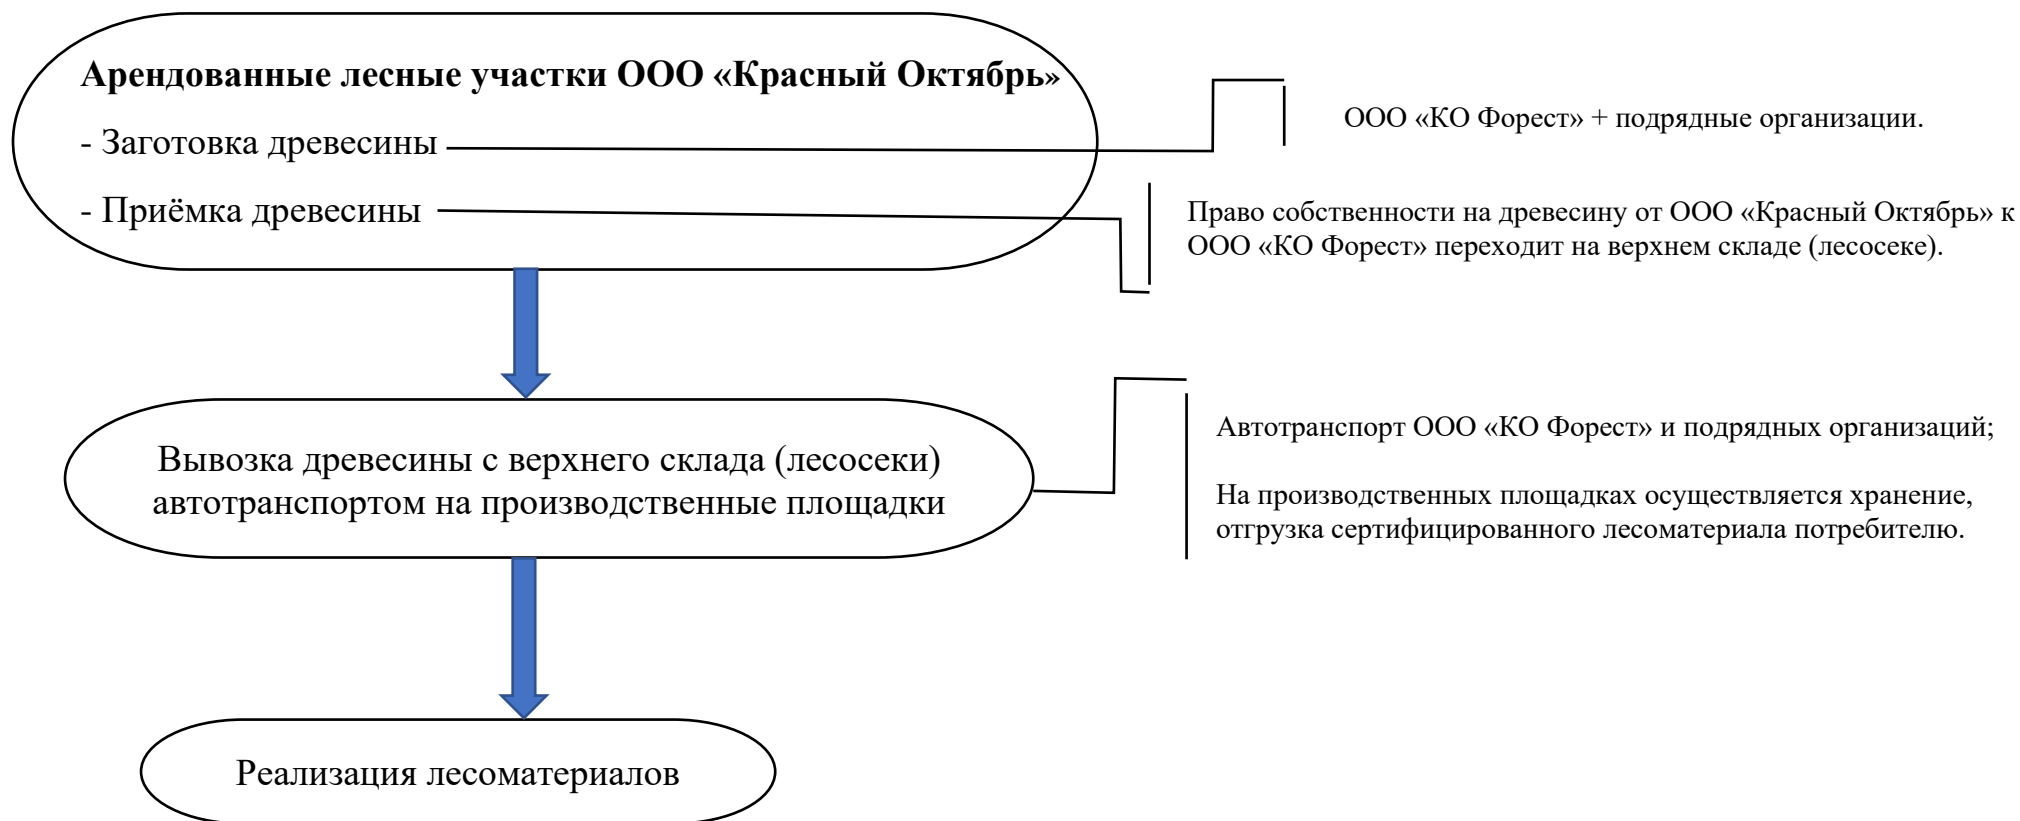 Арендованные лесные участки ООО «Красный Октябрь»
- Заготовка древесины
- Приёмка древесины
ООО «КО Форест» + подрядные организации.
Право собственности на древесину от ООО «Красный Октябрь» к
ООО «КО Форест» переходит на верхнем складе (лесосеке).
Вывозка древесины с верхнего склада (лесосеки)
автотранспортом на производственные площадки
Автотранспорт ООО «КО Форест» и подрядных организаций;
На производственных площадках осуществляется хранение,
отгрузка сертифицированного лесоматериала потребителю.
Реализация лесоматериалов